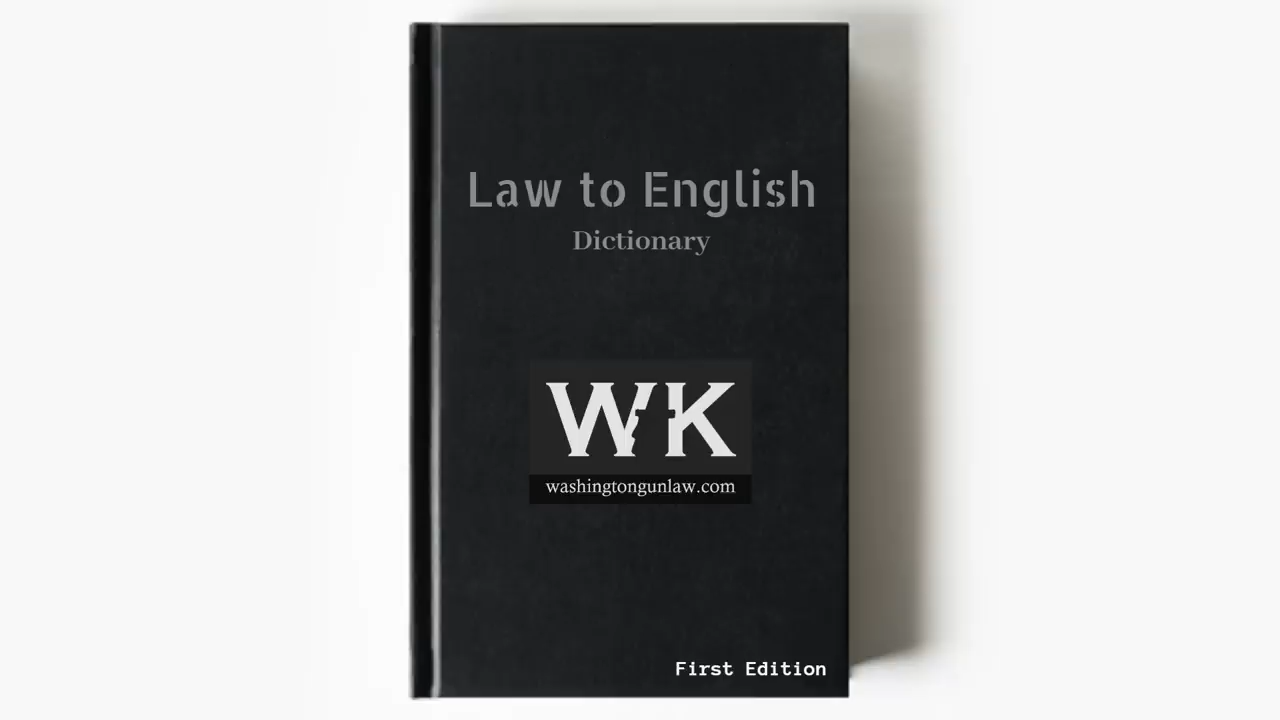 Law to English
Dictionary
WK
washingtongunlaw.com
First Edition